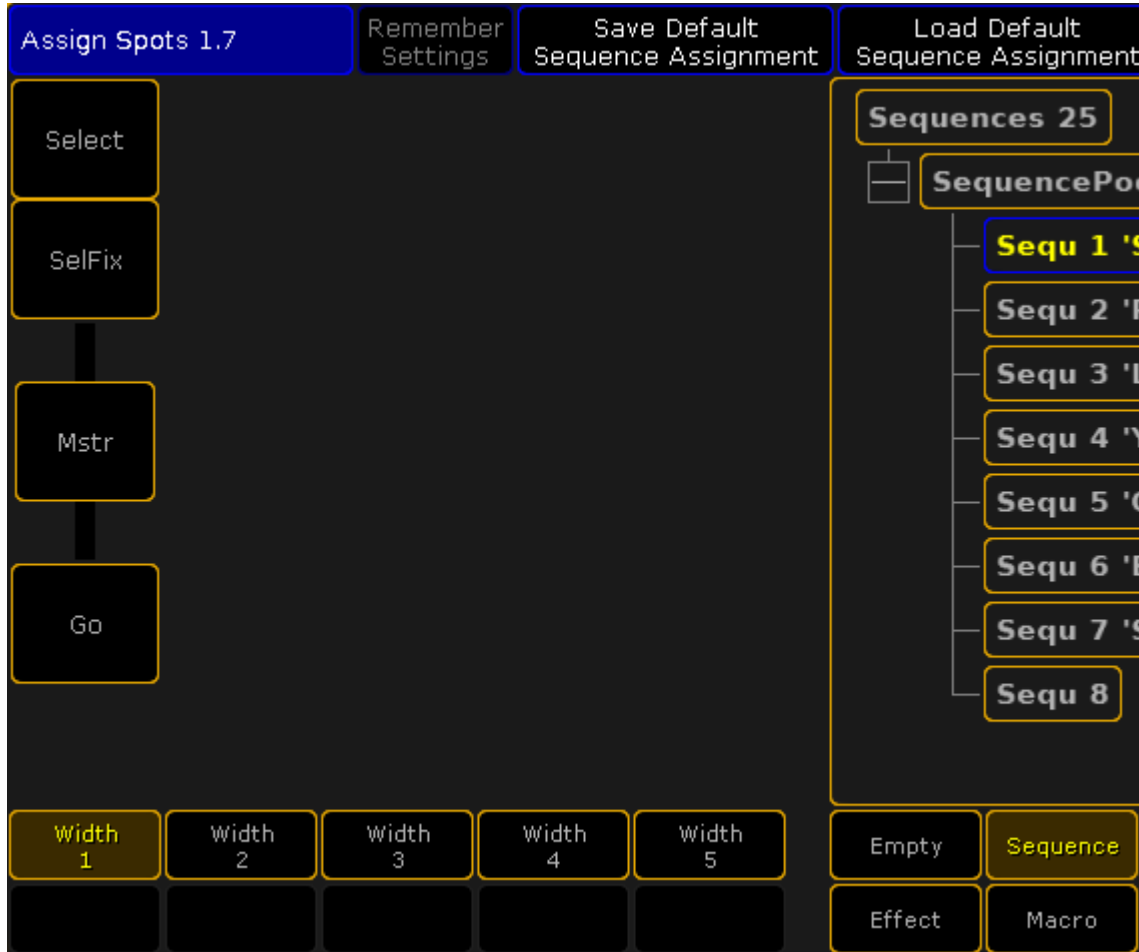 Assign Spots 1.7
Remember
Settings
Save Default
Sequence Assignment
Load Default
Sequence Assignment
Select
SelFix
Mstr
Go
Sequences 25
Sequ 1
Sequ 2
Sequ 3
Sequ 4
Sequ 5
Sequ 6
Sequ 7
Sequ 8
Width
1
Width
2
Width
3
Width
4
Width
5
Empty
Sequence
Effect
Macro